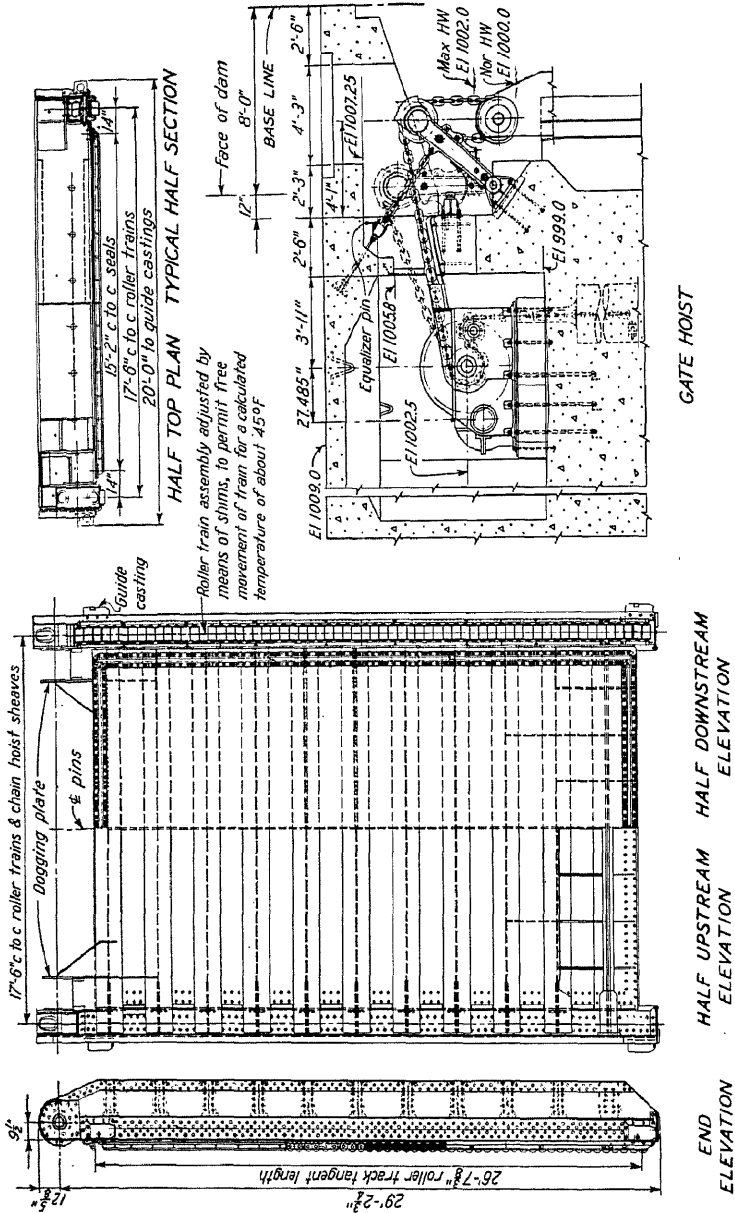 17'-6" c to c roller trains & chain hoist sheaves
Dogging plate
℄ pins
Guide
casting
Roller train assembly adjusted by
means of shims, to permit free
movement of train for a calculated
temperature of about 45°F
9½"
12⅝"
29'-2¾"
26'-7⅜" roller track tangent length
END
ELEVATION
HALF UPSTREAM
ELEVATION
HALF DOWNSTREAM
ELEVATION
14"
14"
15'-2" c to c seals
17'-6" c to c roller trains
20'-0" to guide castings
HALF TOP PLAN
TYPICAL HALF SECTION
Face of dam
12"
8'-0"
BASE LINE
27.485"
3'-11"
2'-6"
2'-3"
4'-3"
2'-6"
4'-1"
El 1009.0
El 1007.25
Equalizer pin
El 1005.8
El 1002.5
Max HW
El 1002.0
Nor HW
El 1000.0
El 999.0
GATE HOIST